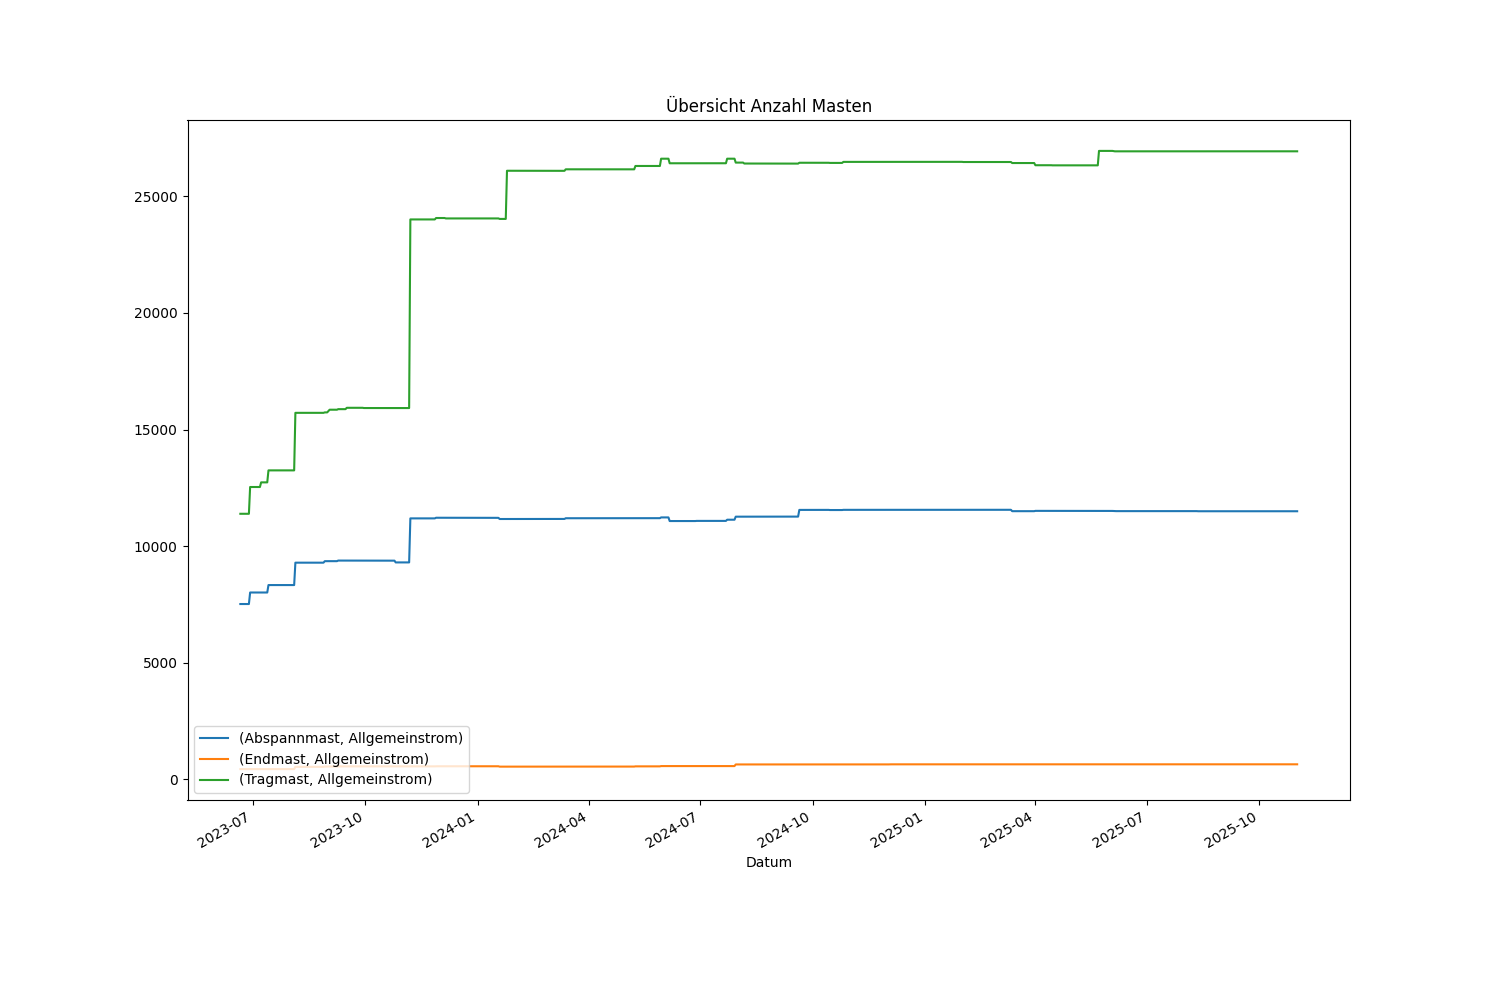 Übersicht Anzahl Masten
25000
20000
15000
10000
5000
0
(Abspannmast, Allgemeinstrom)
(Endmast, Allgemeinstrom)
(Tragmast, Allgemeinstrom)
2023-07 2023-10 2024-01 2024-04 2024-07 2024-10 2025-01 2025-04 2025-07 2025-10
Datum